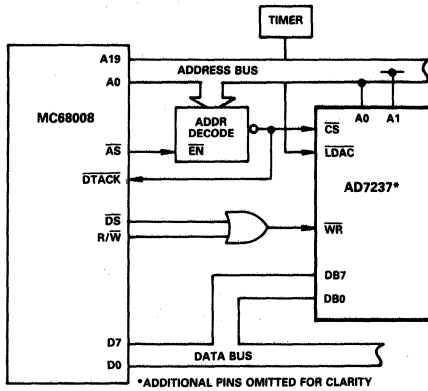 TIMER
A19
ADDRESS BUS
A0
MC68008
ADDR
DECODE
EN
A0 A1
CS
AS
LDAC
DTACK
AD7237*
DS
R/W
WR
DB7
DB0
D7
DATA BUS
D0
*ADDITIONAL PINS OMITTED FOR CLARITY